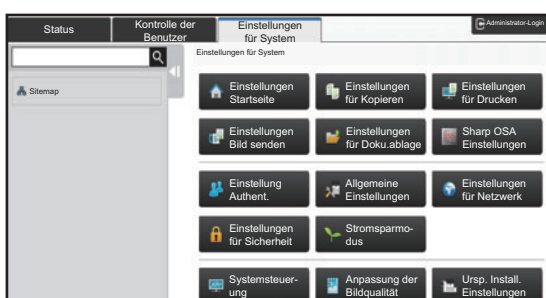 Status
Kontrolle der
Benutzer
Einstellungen
für System
Administrator-Login
Einstellungen für System
Sitemap
Einstellungen
Startseite
Einstellungen
für Kopieren
Einstellungen
für Drucken
Einstellungen
Bild senden
Einstellungen
für Doku.ablage
Sharp OSA
Einstellungen
Einstellung
Authent.
Allgemeine
Einstellungen
Einstellungen
für Netzwerk
Einstellungen
für Sicherheit
Stromsparmo-
dus
Systemsteuer-
ung
Anpassung der
Bildqualität
Ursp. Install.
Einstellungen